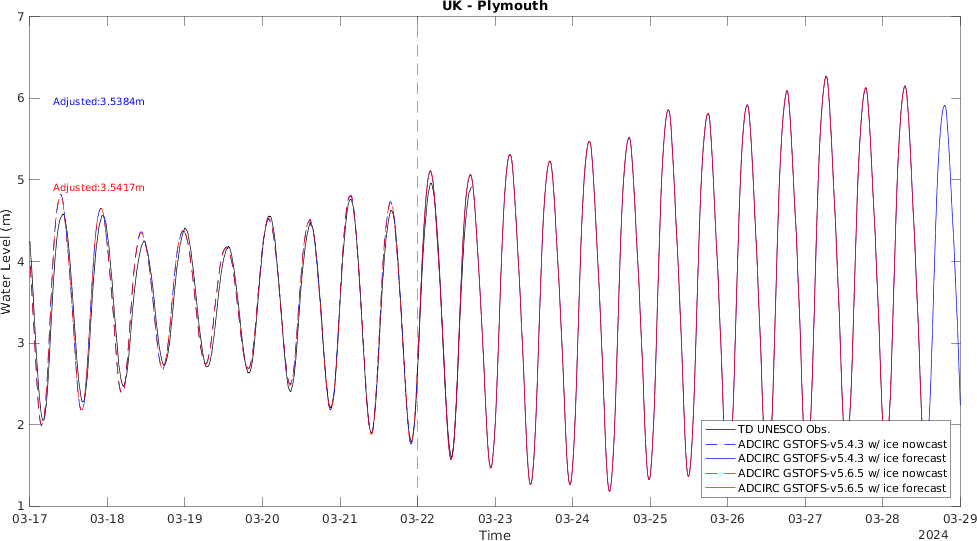 UK - Plymouth
7
6
5
4
3
2
1
Water Level (m)
Adjusted:3.5384m
Adjusted:3.5417m
TD UNESCO Obs.
ADCIRC GSTOFS-v5.4.3 w/ ice nowcast
ADCIRC GSTOFS-v5.4.3 w/ ice forecast
ADCIRC GSTOFS-v5.6.5 w/ ice nowcast
ADCIRC GSTOFS-v5.6.5 w/ ice forecast
03-17 03-18 03-19 03-20 03-21 03-22 03-23 03-24 03-25 03-26 03-27 03-28 03-29
Time
2024